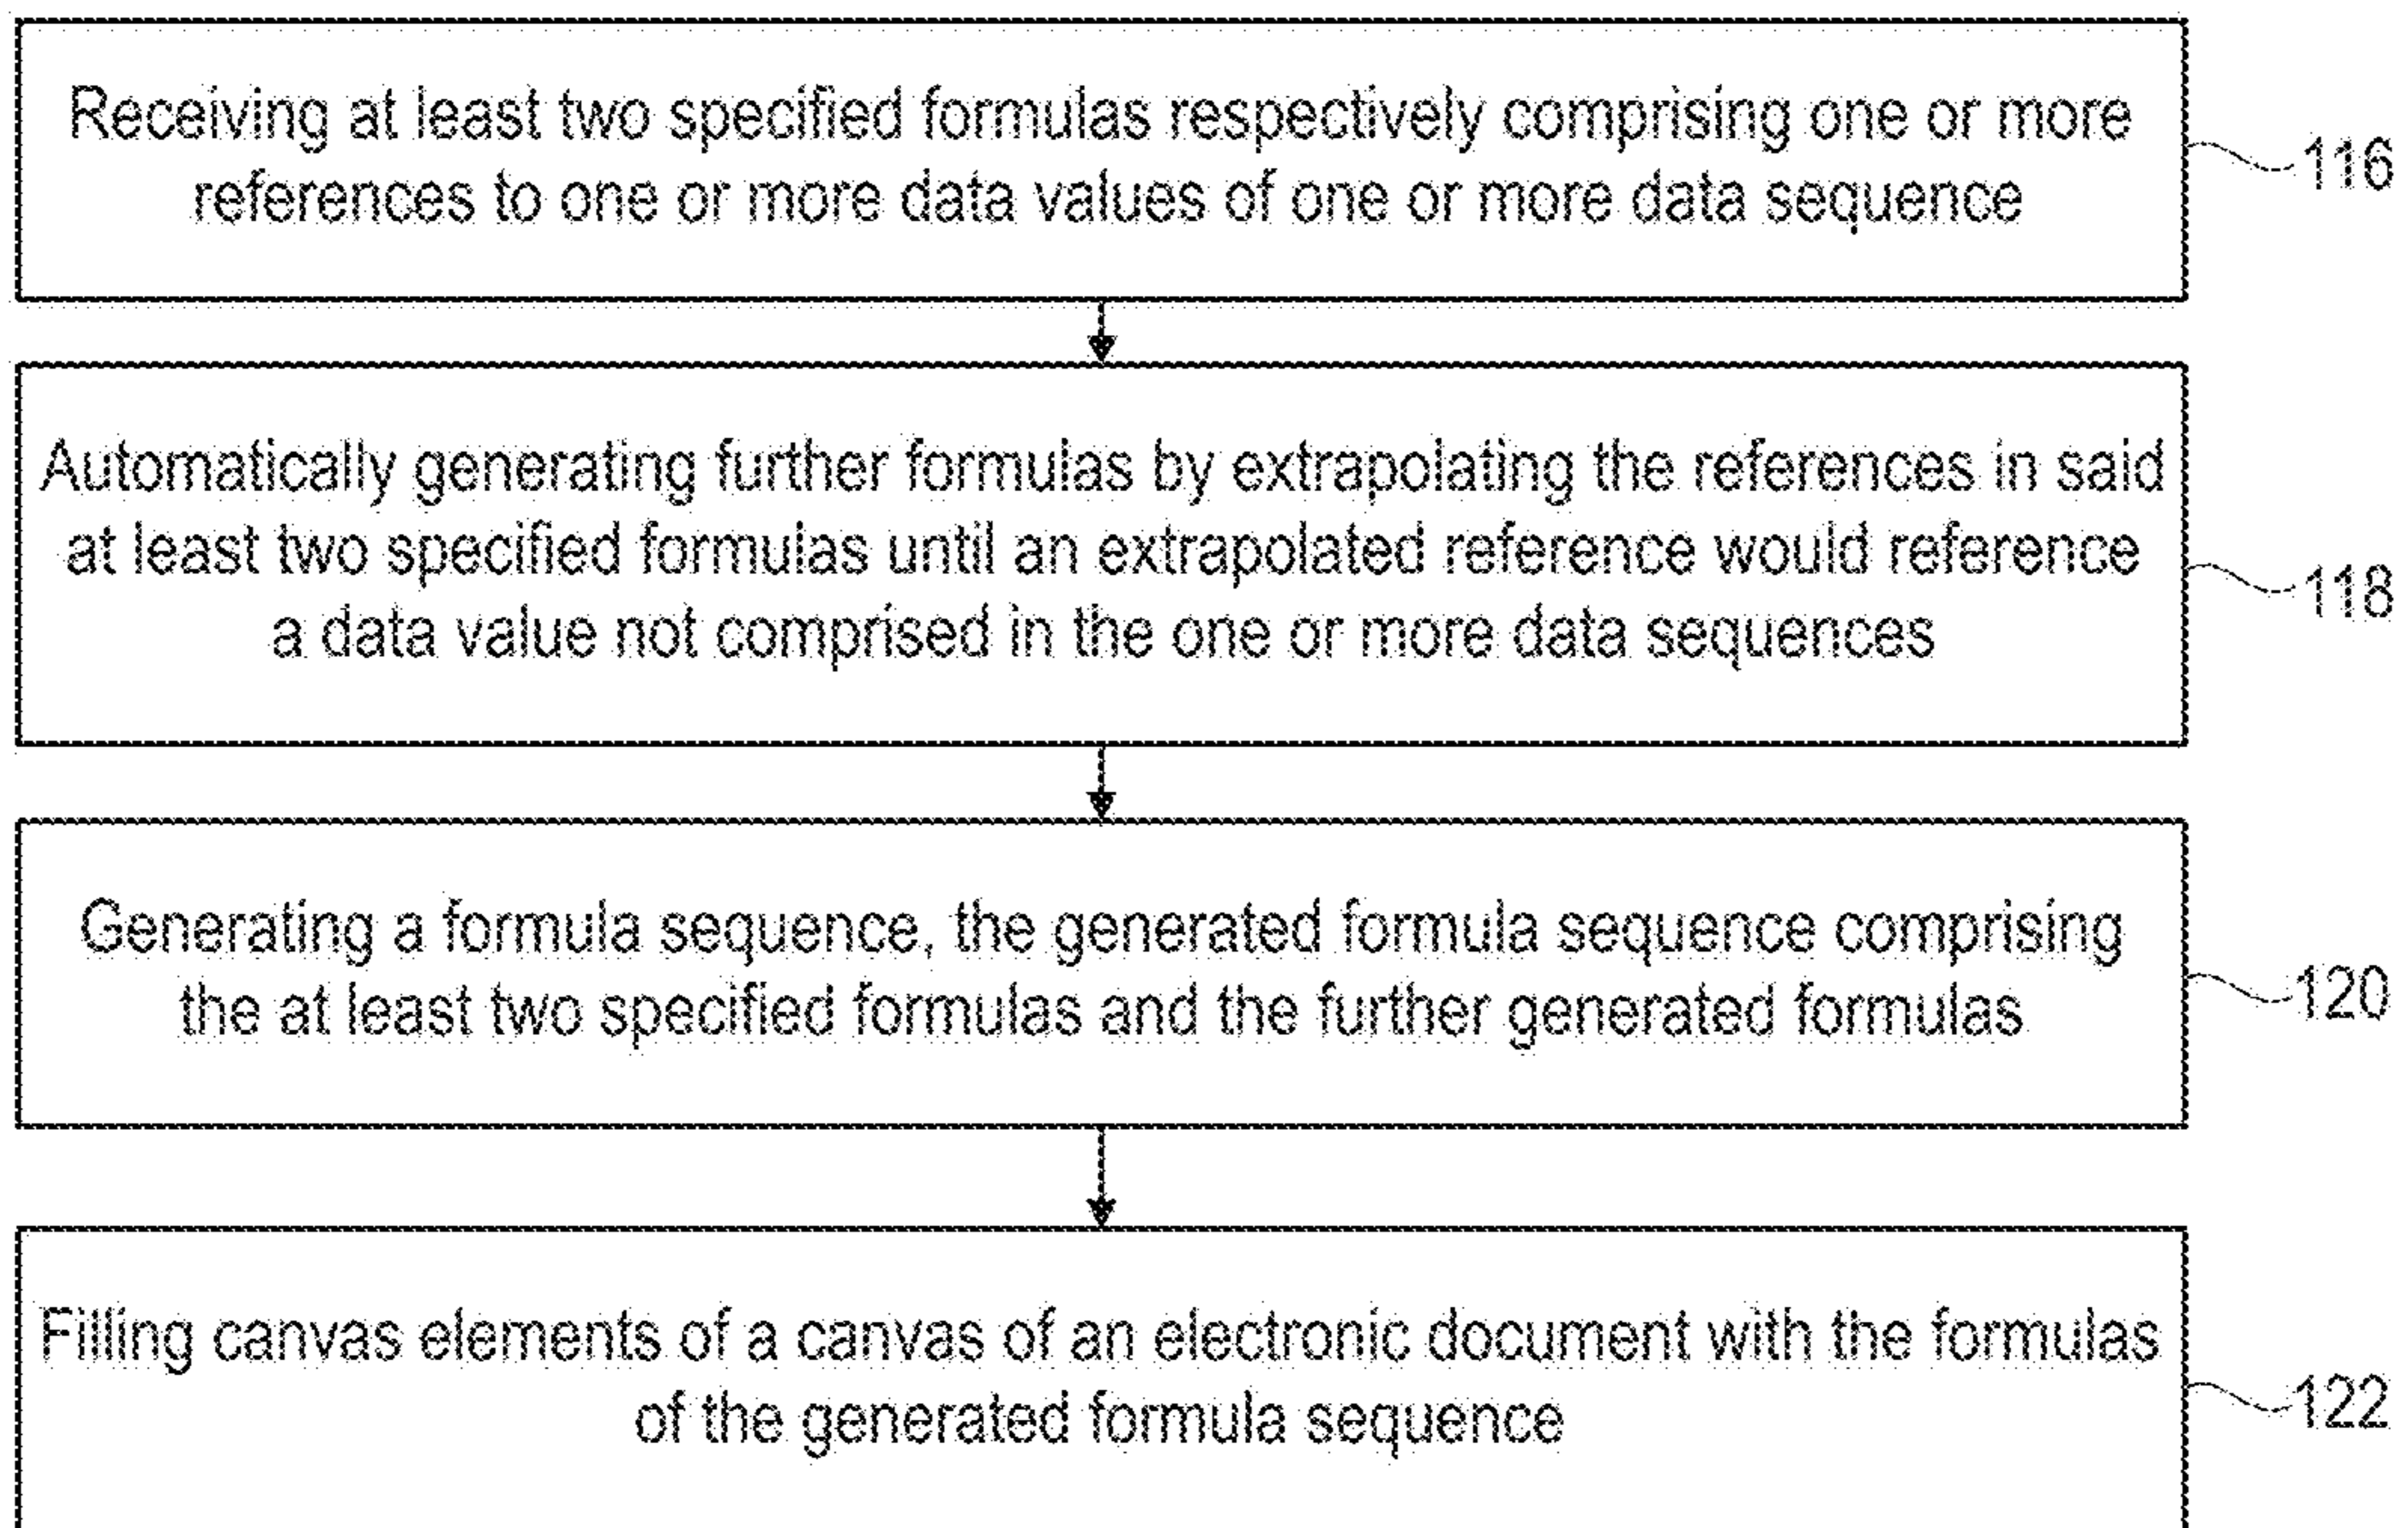 Receiving at least two specified formulas respectively comprising one or more
references to one or more data values of one or more data sequence
116
Automatically generating further formulas by extrapolating the references in said
at least two specified formulas until an extrapolated reference would reference
a data value not comprised in the one or more data sequences
118
Generating a formula sequence, the generated formula sequence comprising
the at least two specified formulas and the further generated formulas
120
Filling canvas elements of a canvas of an electronic document with the formulas
of the generated formula sequence
122